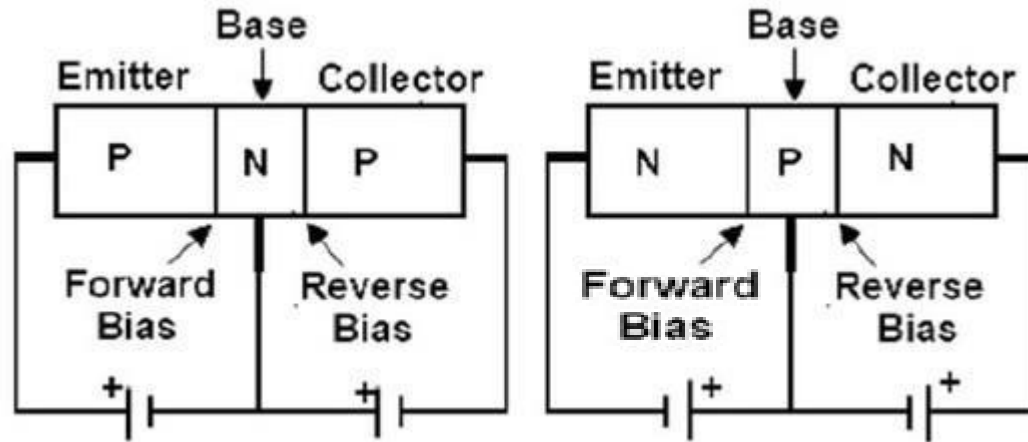 Base
Emitter Collector
P N P
Forward Bias
Reverse Bias
+ +
Base
Emitter Collector
N P N
Forward Bias
Reverse Bias
+ +